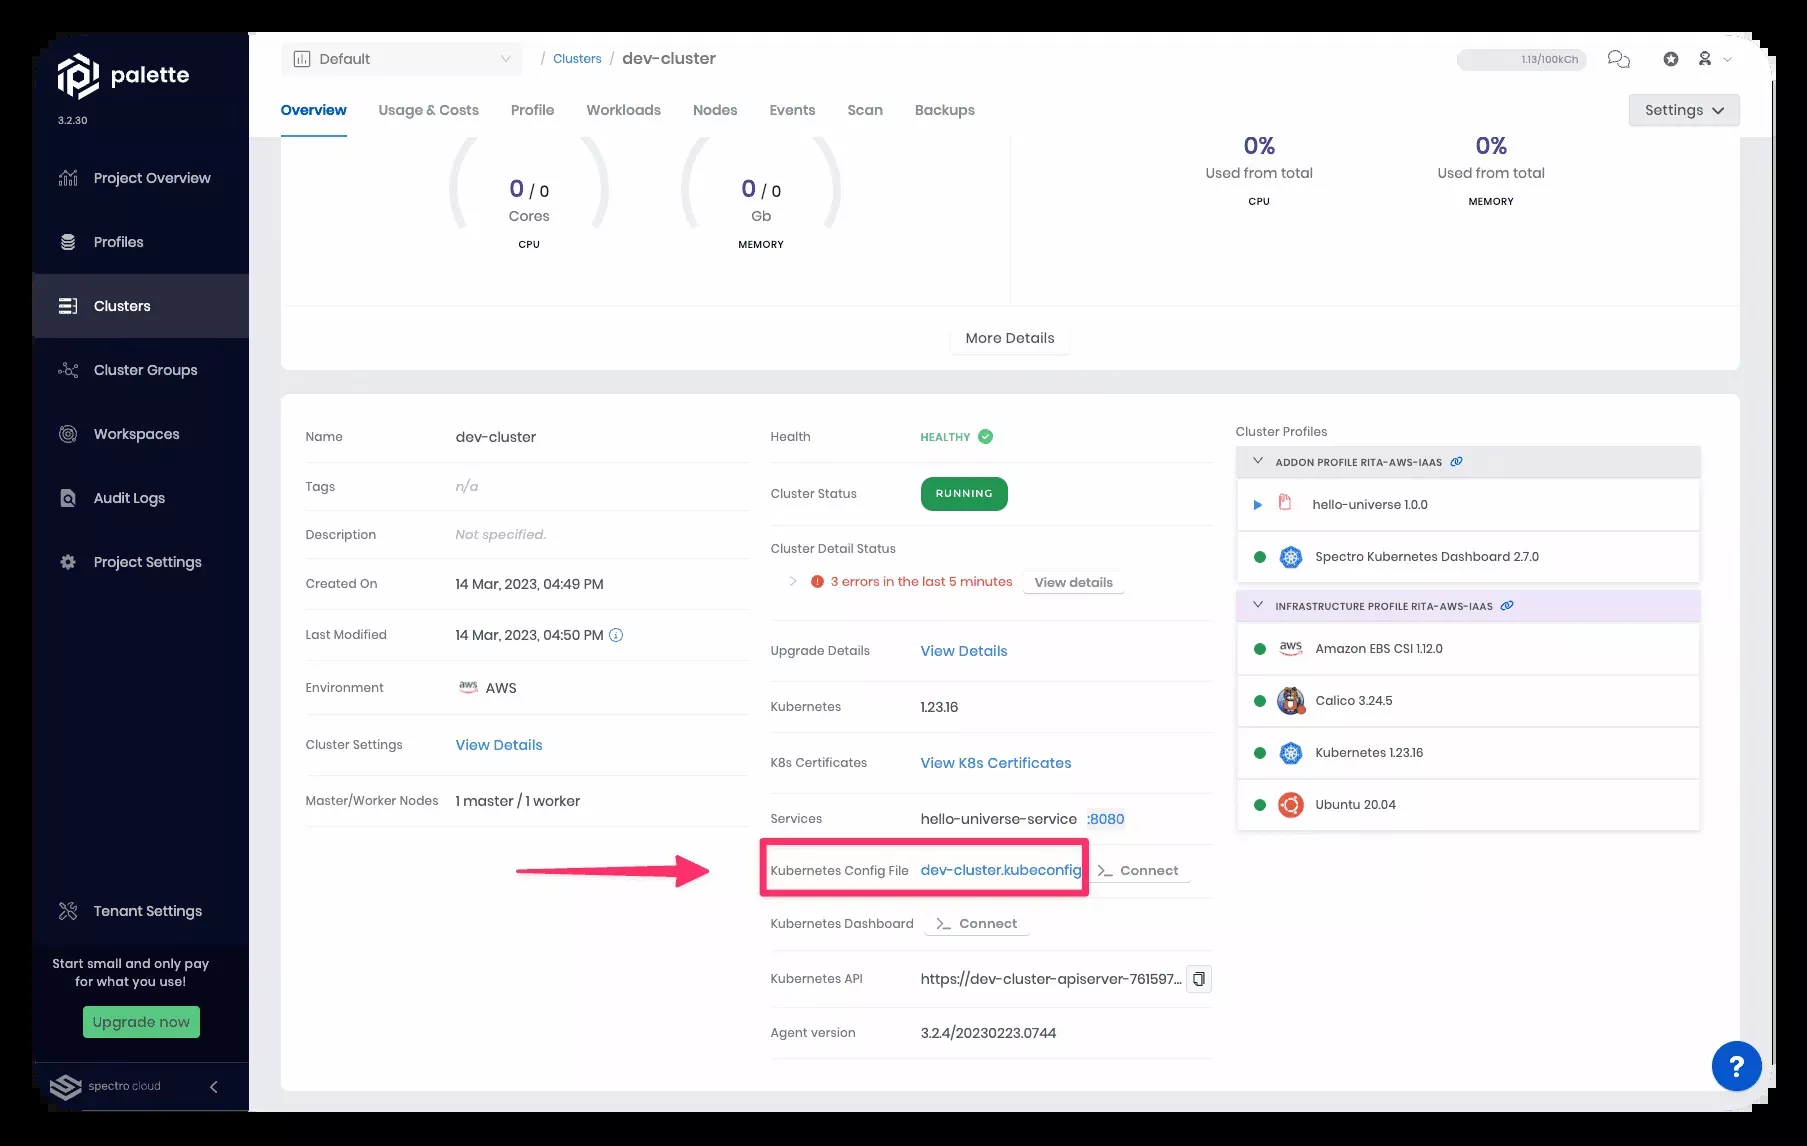 palette
3.2.30
Project Overview
Profiles
Clusters
Cluster Groups
Workspaces
Audit Logs
Project Settings
Tenant Settings
Start small and only pay
for what you use!
Upgrade now
spectro cloud
Default
/ Clusters / dev-cluster
1.13/100kCh
Overview
Usage & Costs
Profile
Workloads
Nodes
Events
Scan
Backups
Settings
0 / 0
Cores
CPU
0 / 0
Gb
MEMORY
0%
Used from total
CPU
0%
Used from total
MEMORY
More Details
Name dev-cluster
Tags n/a
Description Not specified.
Created On 14 Mar, 2023, 04:49 PM
Last Modified 14 Mar, 2023, 04:50 PM
Environment aws AWS
Cluster Settings View Details
Master/Worker Nodes 1 master / 1 worker
Health HEALTHY
Cluster Status RUNNING
Cluster Detail Status
3 errors in the last 5 minutes View details
Upgrade Details View Details
Kubernetes 1.23.16
K8s Certificates View K8s Certificates
Services hello-universe-service :8080
Kubernetes Config File dev-cluster.kubeconfig >_ Connect
Kubernetes Dashboard >_ Connect
Kubernetes API https://dev-cluster-apiserver-761597...
Agent version 3.2.4/20230223.0744
Cluster Profiles
ADDON PROFILE RITA-AWS-IAAS
hello-universe 1.0.0
Spectro Kubernetes Dashboard 2.7.0
INFRASTRUCTURE PROFILE RITA-AWS-IAAS
aws Amazon EBS CSI 1.12.0
Calico 3.24.5
Kubernetes 1.23.16
Ubuntu 20.04
?